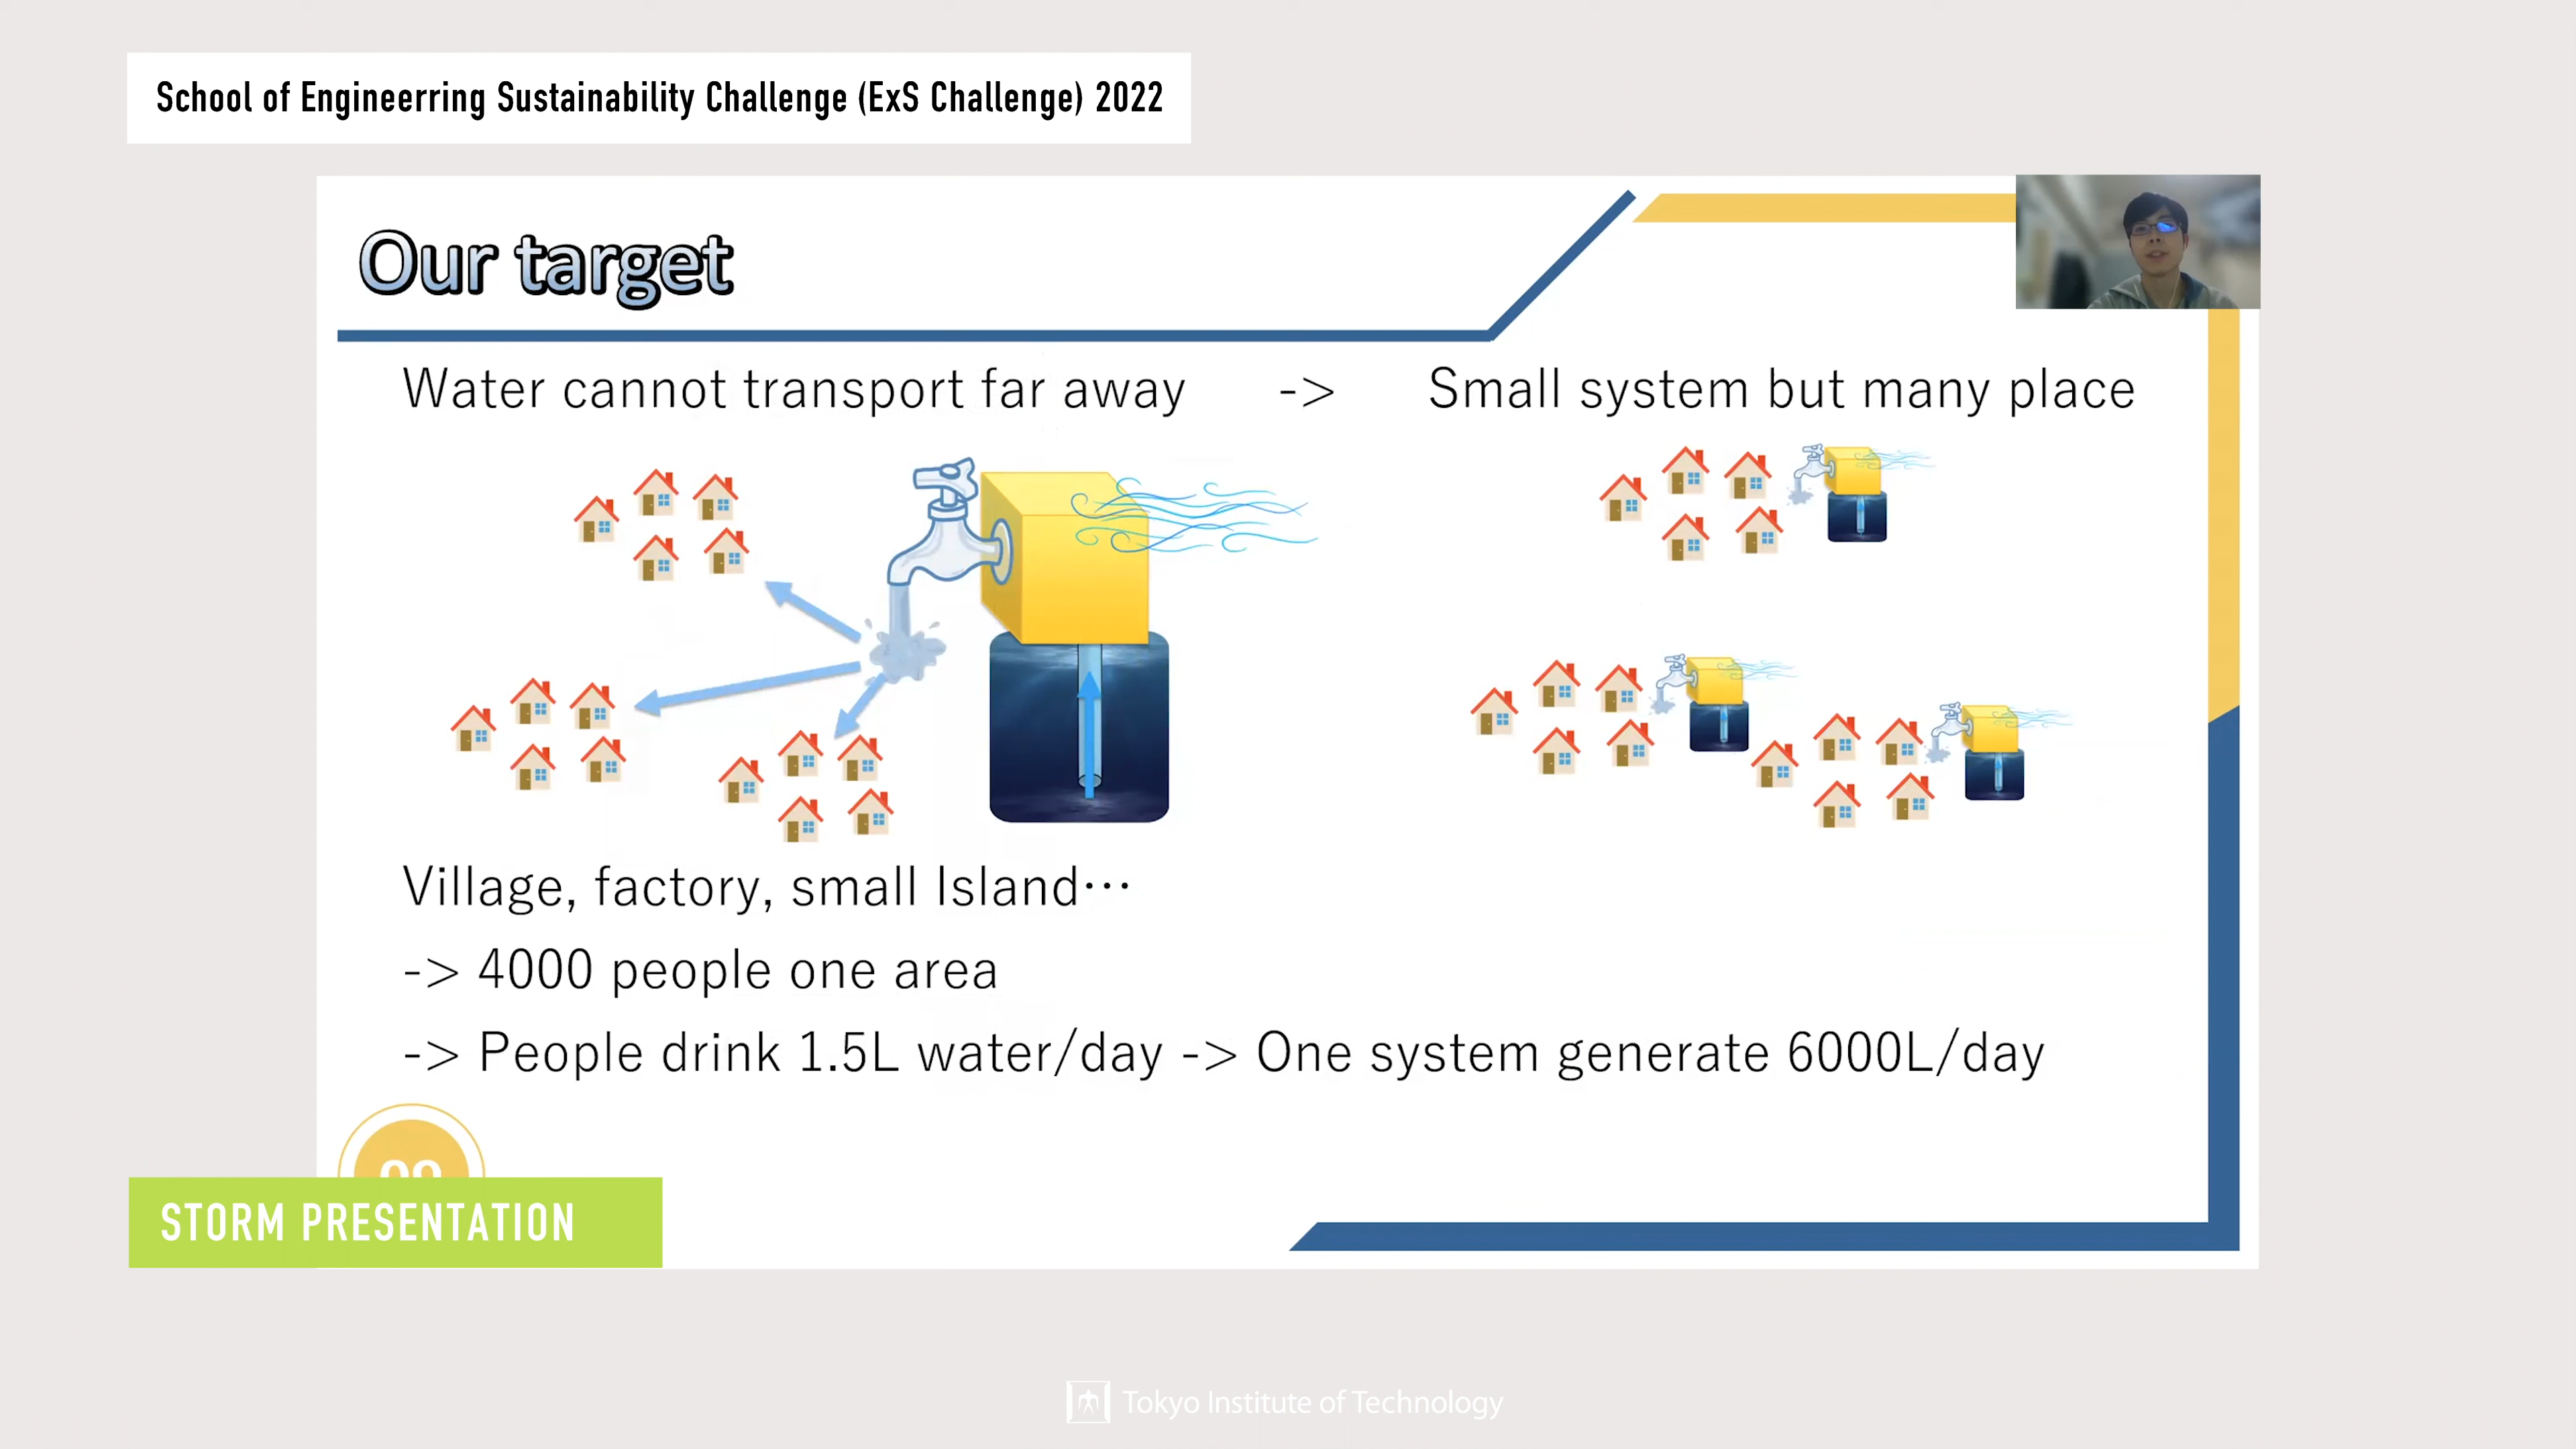 School of Engineerring Sustainability Challenge (ExS Challenge) 2022
Our target
Water cannot transport far away -> Small system but many place
Village, factory, small Island…
-> 4000 people one area
-> People drink 1.5L water/day -> One system generate 6000L/day
STORM PRESENTATION
Tokyo Institute of Technology